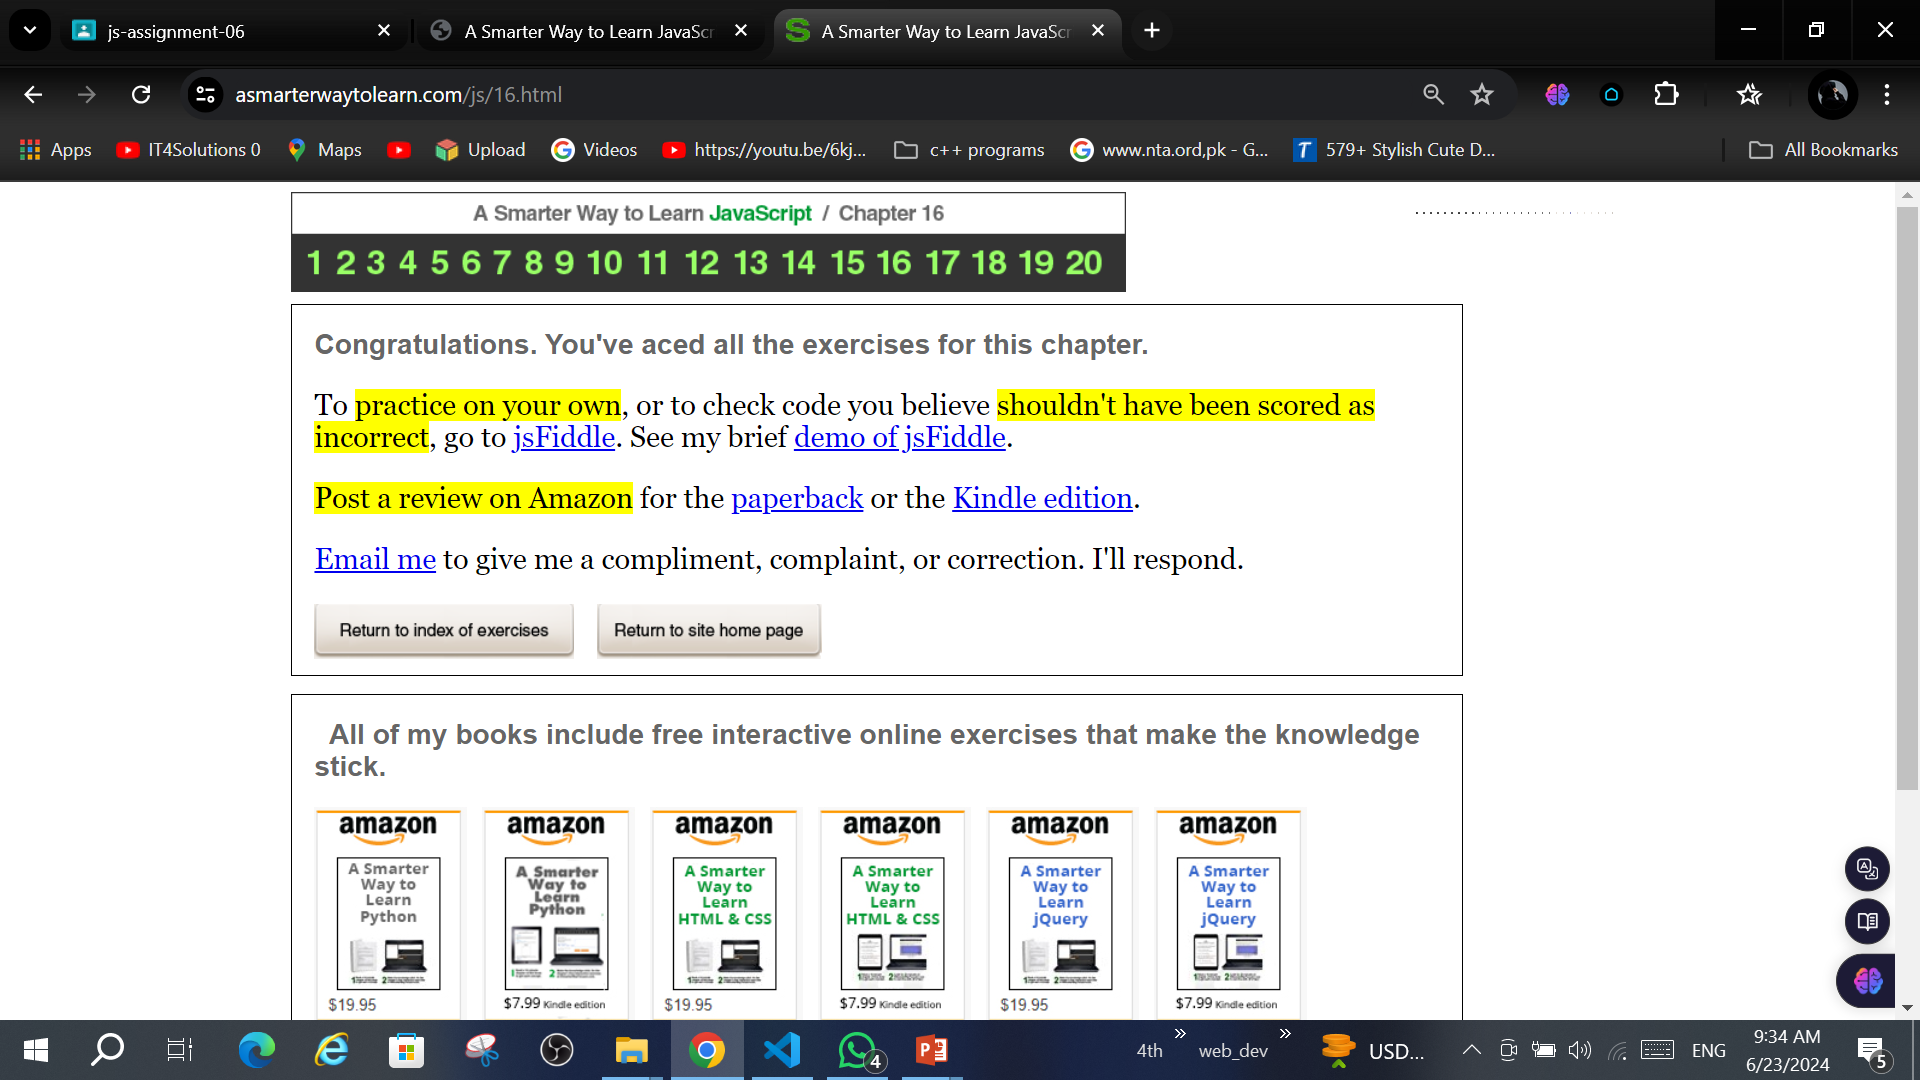 js-assignment-06
A Smarter Way to Learn JavaScr
A Smarter Way to Learn JavaScr
asmarterwaytolearn.com/js/16.html
Apps
IT4Solutions 0
Maps
Upload
Videos
https://youtu.be/6kj...
c++ programs
www.nta.ord,pk - G...
579+ Stylish Cute D...
All Bookmarks
A Smarter Way to Learn JavaScript / Chapter 16
1 2 3 4 5 6 7 8 9 10 11 12 13 14 15 16 17 18 19 20
Congratulations. You've aced all the exercises for this chapter.
To practice on your own, or to check code you believe shouldn't have been scored as
incorrect, go to jsFiddle. See my brief demo of jsFiddle.
Post a review on Amazon for the paperback or the Kindle edition.
Email me to give me a compliment, complaint, or correction. I'll respond.
Return to index of exercises
Return to site home page
All of my books include free interactive online exercises that make the knowledge
stick.
amazon
A Smarter
Way to
Learn
Python
$19.95
amazon
A Smarter
Way to
Learn
Python
$7.99 Kindle edition
amazon
A Smarter
Way to
Learn
HTML & CSS
$19.95
amazon
A Smarter
Way to
Learn
HTML & CSS
$7.99 Kindle edition
amazon
A Smarter
Way to
Learn
jQuery
$19.95
amazon
A Smarter
Way to
Learn
jQuery
$7.99 Kindle edition
4
4th
web_dev
USD...
ENG
9:34 AM
6/23/2024
5